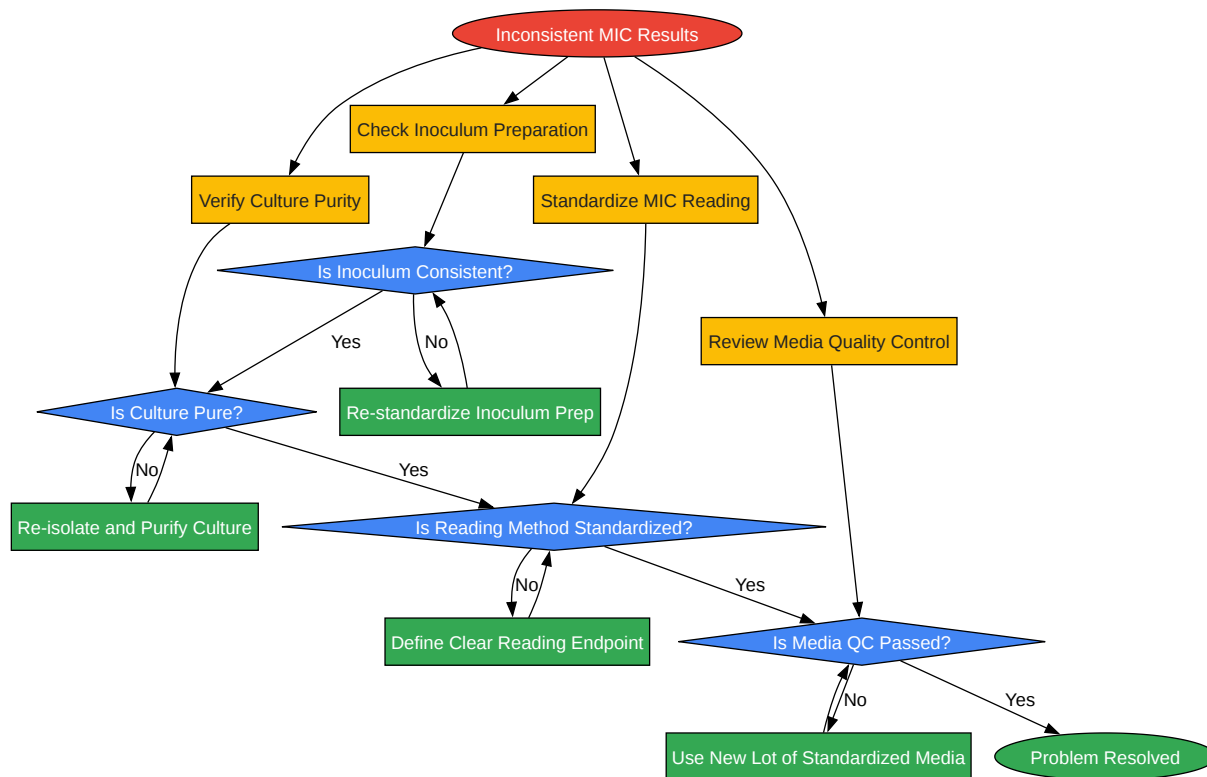 Inconsistent MIC Results
Check Inoculum Preparation
Verify Culture Purity
Standardize MIC Reading
Is Inoculum Consistent?
Review Media Quality Control
Yes
No
Is Culture Pure?
Re-standardize Inoculum Prep
No
Yes
Re-isolate and Purify Culture
Is Reading Method Standardized?
No
Yes
Define Clear Reading Endpoint
Is Media QC Passed?
No
Yes
Use New Lot of Standardized Media
Problem Resolved